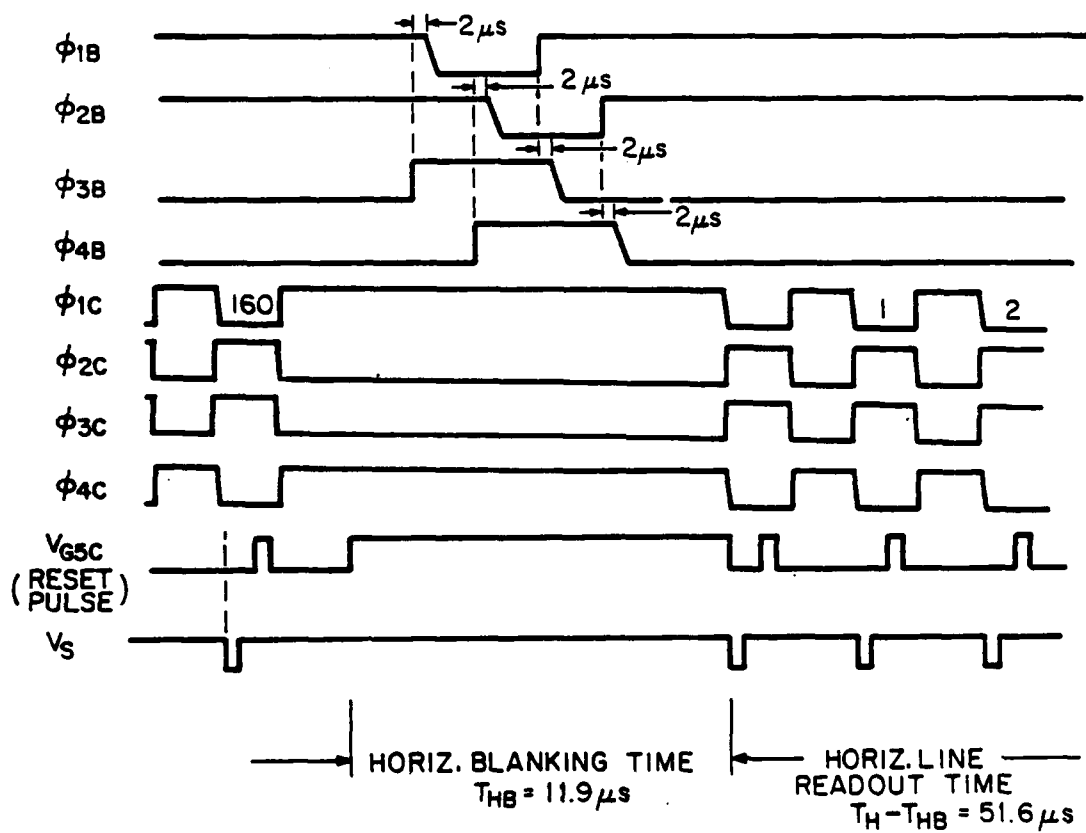 ϕ1B
2μs
2μs
ϕ2B
2μs
ϕ3B
2μs
ϕ4B
ϕ1C 160 1 2
ϕ2C
ϕ3C
ϕ4C
VG5C
(RESET
PULSE)
VS
HORIZ. BLANKING TIME
THB = 11.9μs
HORIZ. LINE
READOUT TIME
TH–THB = 51.6μs